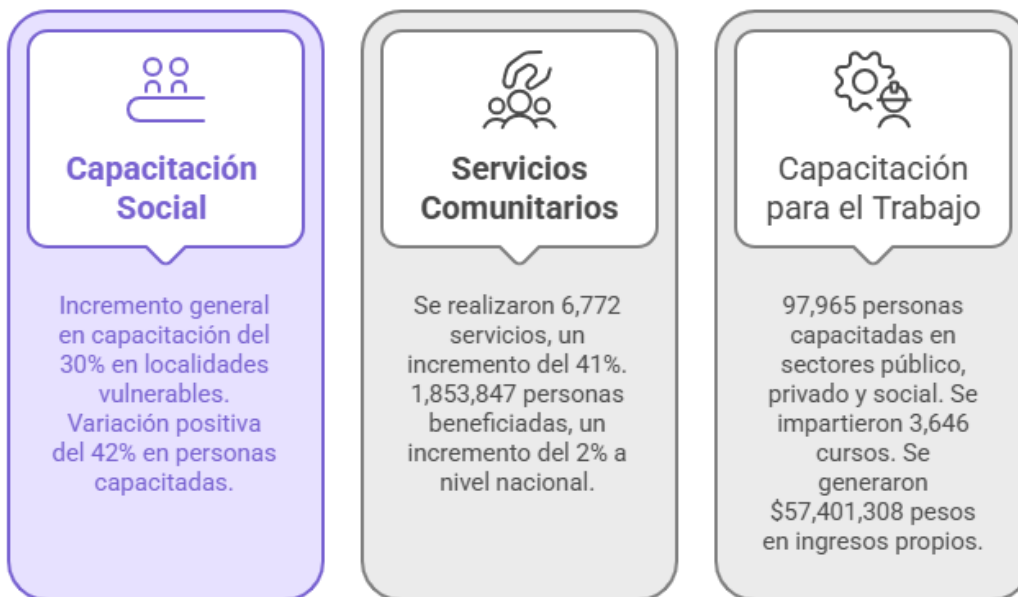 Capacitación
Social
Incremento general
en capacitación del
30% en localidades
vulnerables.
Variación positiva
del 42% en personas
capacitadas.
Servicios
Comunitarios
Se realizaron 6,772
servicios, un
incremento del 41%.
1,853,847 personas
beneficiadas, un
incremento del 2% a
nivel nacional.
Capacitación
para el Trabajo
97,965 personas
capacitadas en
sectores público,
privado y social. Se
impartieron 3,646
cursos. Se
generaron
$57,401,308 pesos
en ingresos propios.